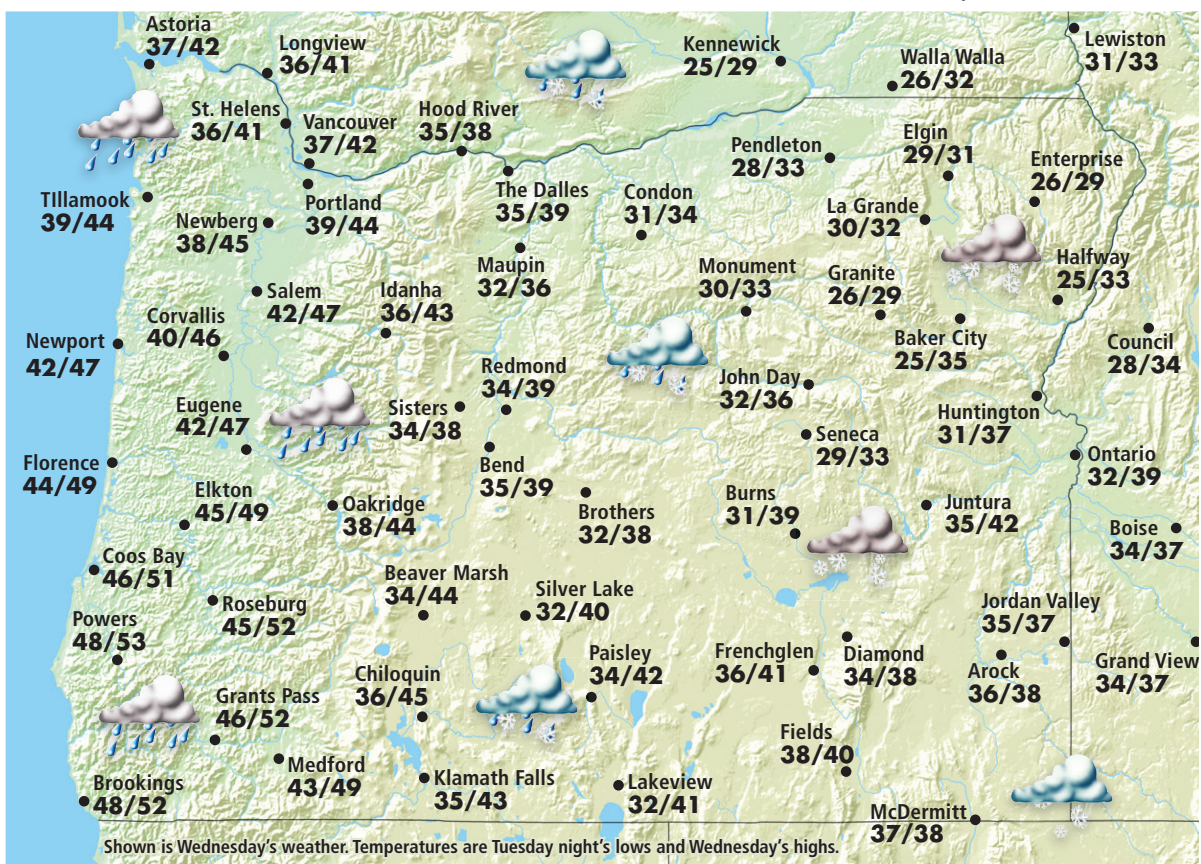 Astoria
37/42
Longview
36/41
Kennewick
25/29
Walla Walla
26/32
Lewiston
31/33
St. Helens
36/41
Vancouver
37/42
Hood River
35/38
Pendleton
28/33
Elgin
29/31
Enterprise
26/29
TIllamook
39/44
Newberg
38/45
Portland
39/44
The Dalles
35/39
Condon
31/34
La Grande
30/32
Maupin
32/36
Monument
30/33
Granite
26/29
Halfway
25/33
Salem
42/47
Idanha
36/43
Corvallis
40/46
Newport
42/47
Baker City
25/35
Council
28/34
Redmond
34/39
John Day
32/36
Eugene
42/47
Sisters
34/38
Huntington
31/37
Seneca
29/33
Florence
44/49
Bend
35/39
Ontario
32/39
Elkton
45/49
Oakridge
38/44
Brothers
32/38
Burns
31/39
Juntura
35/42
Boise
34/37
Coos Bay
46/51
Beaver Marsh
34/44
Silver Lake
32/40
Roseburg
45/52
Powers
48/53
Jordan Valley
35/37
Paisley
34/42
Frenchglen
36/41
Diamond
34/38
Arock
36/38
Grand View
34/37
Chiloquin
36/45
Grants Pass
46/52
Fields
38/40
Medford
43/49
Klamath Falls
35/43
Lakeview
32/41
Brookings
48/52
McDermitt
37/38
Shown is Wednesday's weather. Temperatures are Tuesday night's lows and Wednesday's highs.